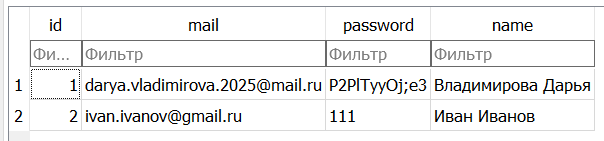 id mail password name
Фи... Фильтр Фильтр Фильтр
1 1 darya.vladimirova.2025@mail.ru P2PlTyyOj;e3 Владимирова Дарья
2 2 ivan.ivanov@gmail.ru 111 Иван Иванов